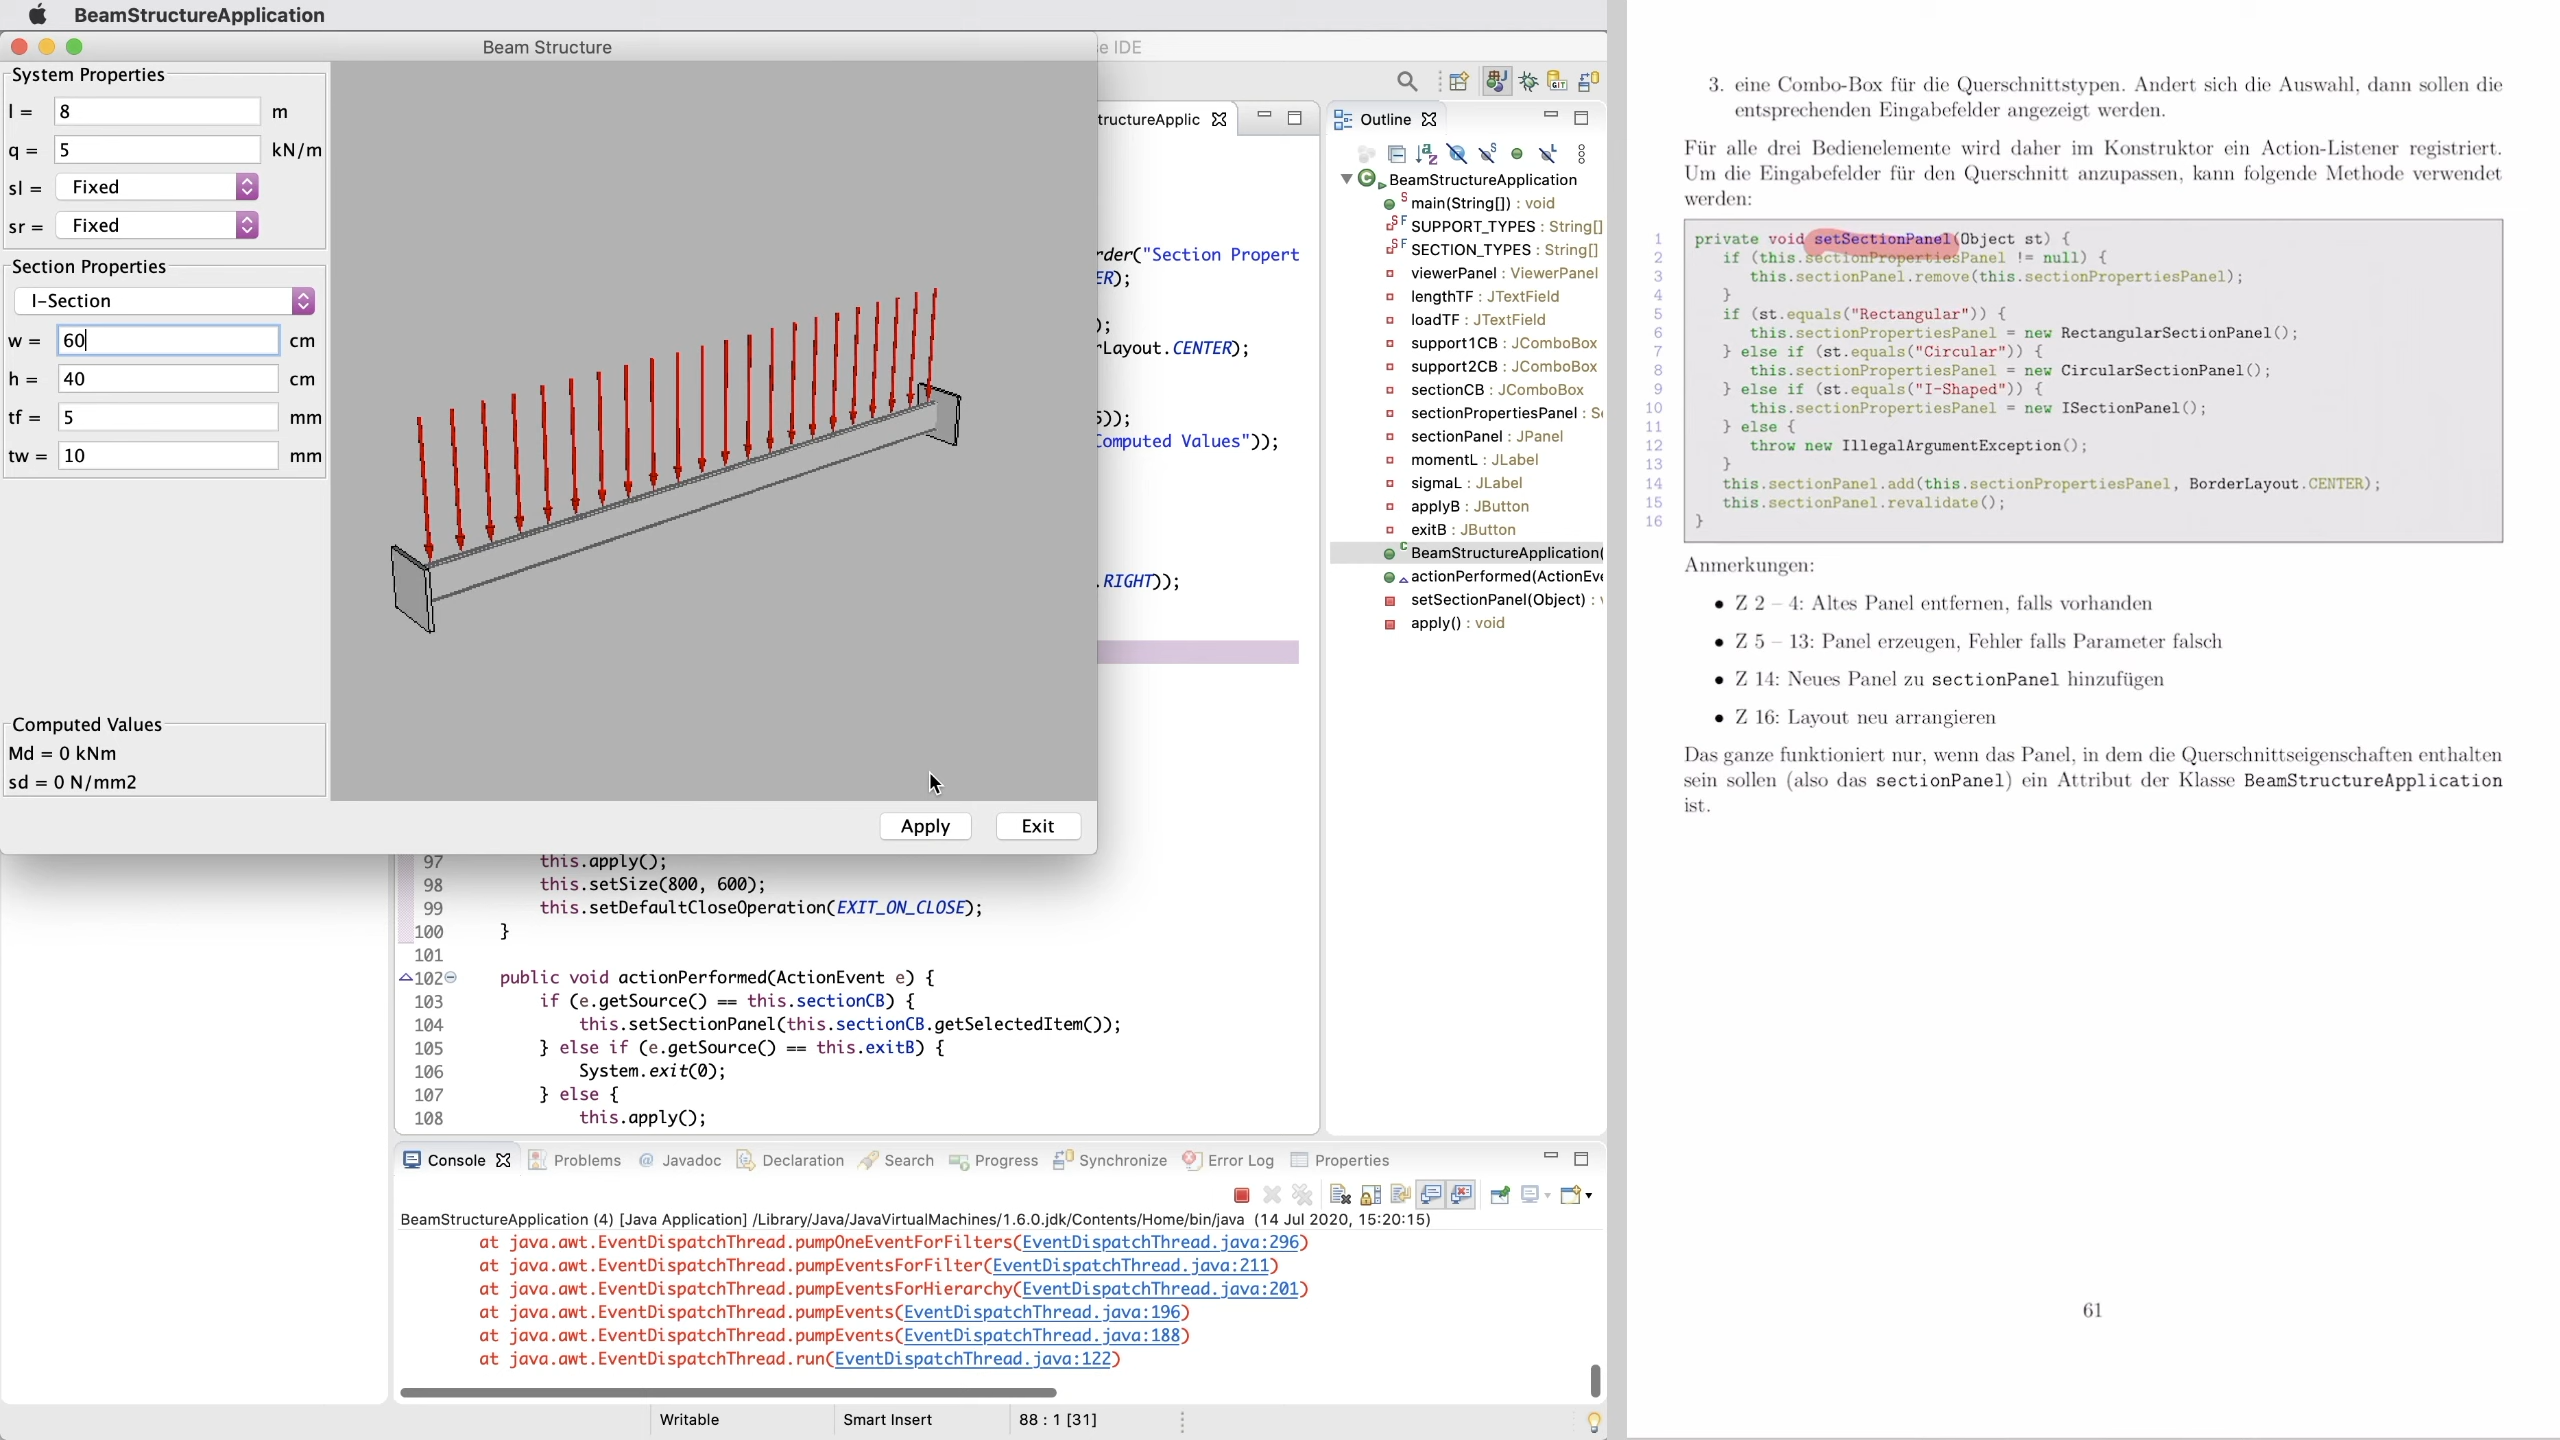 BeamStructureApplication
Beam Structure
e IDE
System Properties
l = 8 m
q = 5 kN/m
sl = Fixed
sr = Fixed
Section Properties
I-Section
w = 60 cm
h = 40 cm
tf = 5 mm
tw = 10 mm
Computed Values
Md = 0 kNm
sd = 0 N/mm2
Apply Exit
tructureApplic
rder("Section Propert
ER);
);
rLayout.CENTER);
5));
Computed Values"));
.RIGHT));
97 this.apply();
98 this.setSize(800, 600);
99 this.setDefaultCloseOperation(EXIT_ON_CLOSE);
100 }
101
102 public void actionPerformed(ActionEvent e) {
103 if (e.getSource() == this.sectionCB) {
104 this.setSectionPanel(this.sectionCB.getSelectedItem());
105 } else if (e.getSource() == this.exitB) {
106 System.exit(0);
107 } else {
108 this.apply();
Outline
BeamStructureApplication
main(String[]) : void
SUPPORT_TYPES : String[]
SECTION_TYPES : String[]
viewerPanel : ViewerPanel
lengthTF : JTextField
loadTF : JTextField
support1CB : JComboBox
support2CB : JComboBox
sectionCB : JComboBox
sectionPropertiesPanel : Se
sectionPanel : JPanel
momentL : JLabel
sigmaL : JLabel
applyB : JButton
exitB : JButton
BeamStructureApplication(
actionPerformed(ActionEve
setSectionPanel(Object) : v
apply() : void
Console Problems Javadoc Declaration Search Progress Synchronize Error Log Properties
BeamStructureApplication (4) [Java Application] /Library/Java/JavaVirtualMachines/1.6.0.jdk/Contents/Home/bin/java (14 Jul 2020, 15:20:15)
at java.awt.EventDispatchThread.pumpOneEventForFilters(EventDispatchThread.java:296)
at java.awt.EventDispatchThread.pumpEventsForFilter(EventDispatchThread.java:211)
at java.awt.EventDispatchThread.pumpEventsForHierarchy(EventDispatchThread.java:201)
at java.awt.EventDispatchThread.pumpEvents(EventDispatchThread.java:196)
at java.awt.EventDispatchThread.pumpEvents(EventDispatchThread.java:188)
at java.awt.EventDispatchThread.run(EventDispatchThread.java:122)
Writable Smart Insert 88 : 1 [31]
3. eine Combo-Box für die Querschnittstypen. Andert sich die Auswahl, dann sollen die
entsprechenden Eingabefelder angezeigt werden.
Für alle drei Bedienelemente wird daher im Konstruktor ein Action-Listener registriert.
Um die Eingabefelder für den Querschnitt anzupassen, kann folgende Methode verwendet
werden:
1 private void setSectionPanel(Object st) {
2 if (this.sectionPropertiesPanel != null) {
3 this.sectionPanel.remove(this.sectionPropertiesPanel);
4 }
5 if (st.equals("Rectangular")) {
6 this.sectionPropertiesPanel = new RectangularSectionPanel();
7 } else if (st.equals("Circular")) {
8 this.sectionPropertiesPanel = new CircularSectionPanel();
9 } else if (st.equals("I-Shaped")) {
10 this.sectionPropertiesPanel = new ISectionPanel();
11 } else {
12 throw new IllegalArgumentException();
13 }
14 this.sectionPanel.add(this.sectionPropertiesPanel, BorderLayout.CENTER);
15 this.sectionPanel.revalidate();
16 }
Anmerkungen:
• Z 2 – 4: Altes Panel entfernen, falls vorhanden
• Z 5 – 13: Panel erzeugen, Fehler falls Parameter falsch
• Z 14: Neues Panel zu sectionPanel hinzufügen
• Z 16: Layout neu arrangieren
Das ganze funktioniert nur, wenn das Panel, in dem die Querschnittseigenschaften enthalten
sein sollen (also das sectionPanel) ein Attribut der Klasse BeamStructureApplication
ist.
61